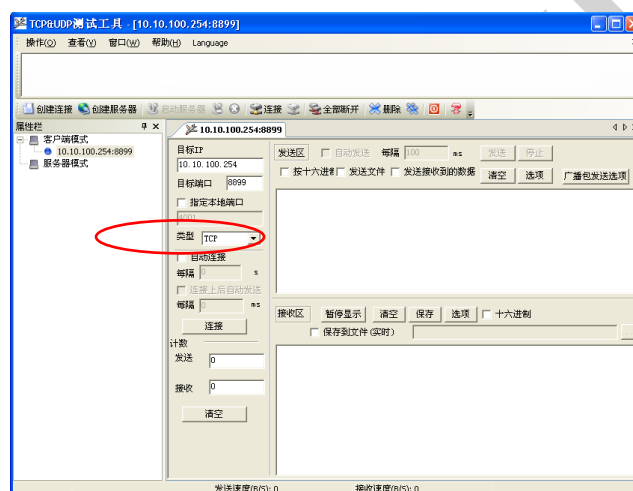 TCP&UDP测试工具 - [10.10.100.254:8899]
操作(O) 查看(V) 窗口(W) 帮助(H) Language
创建连接 创建服务器 启动服务器 连接 全部断开 删除
属性栏
客户端模式
10.10.100.254:8899
服务器模式
10.10.100.254:8899
目标IP
10.10.100.254
目标端口 8899
指定本地端口
4001
类型 TCP
自动连接
每隔 0 s
连接上后自动发送
每隔 0 ms
连接
计数
发送 0
接收 0
清空
发送区 自动发送 每隔 100 ms 发送 停止
按十六进制 发送文件 发送接收到的数据 清空 选项 广播包发送选项
接收区 暂停显示 清空 保存 选项 十六进制
保存到文件(实时)
发送速度(B/S): 0 接收速度(B/S): 0